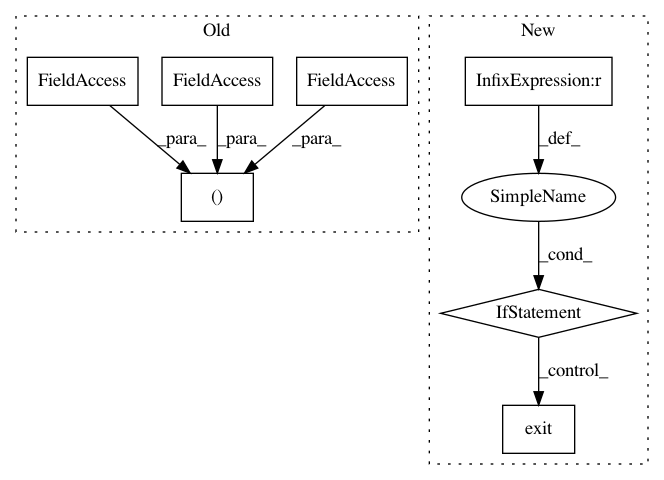 Old
New
FieldAccess
FieldAccess
FieldAccess
InfixExpression:r
_para_
_para_
_para_
_def_
()
SimpleName
_cond_
IfStatement
_control_
exit